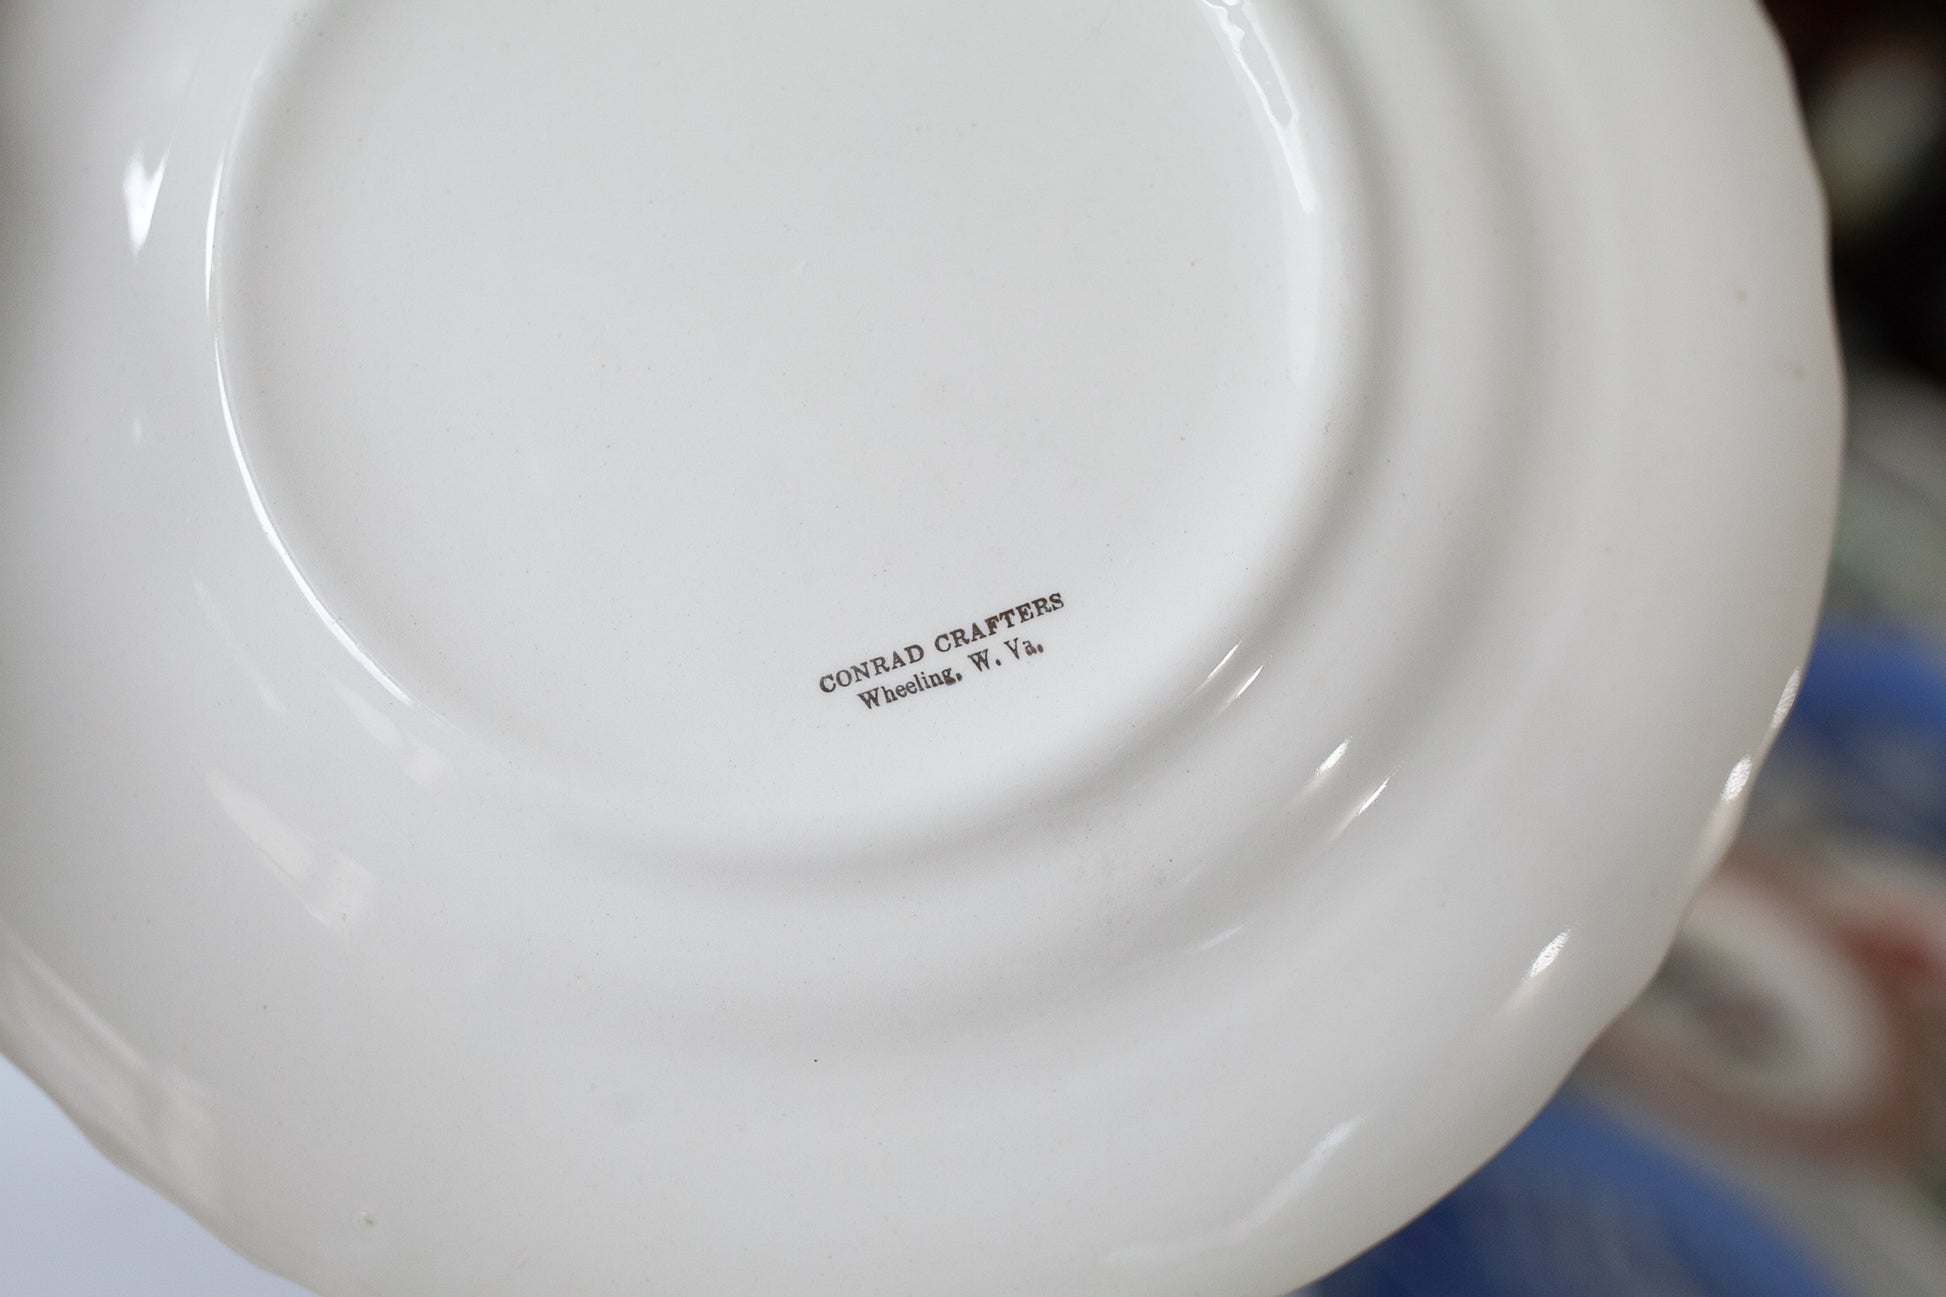 CONRAD CRAFTERS
Wheeling, W. Va.